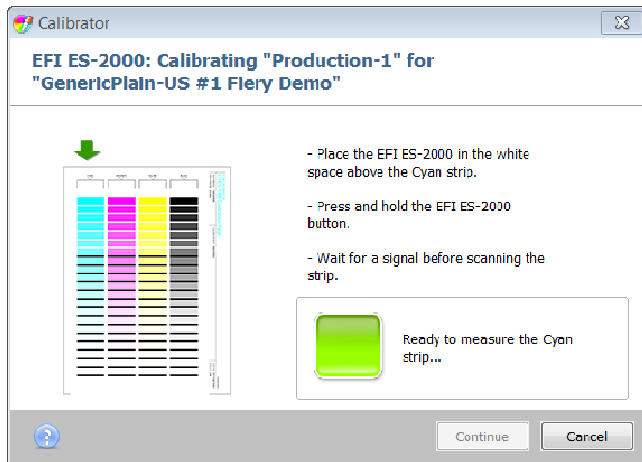 Calibrator
EFI ES-2000: Calibrating "Production-1" for
"GenericPlain-US #1 Fiery Demo"
- Place the EFI ES-2000 in the white
space above the Cyan strip.
- Press and hold the EFI ES-2000
button.
- Wait for a signal before scanning the
strip.
Ready to measure the Cyan
strip...
Continue
Cancel